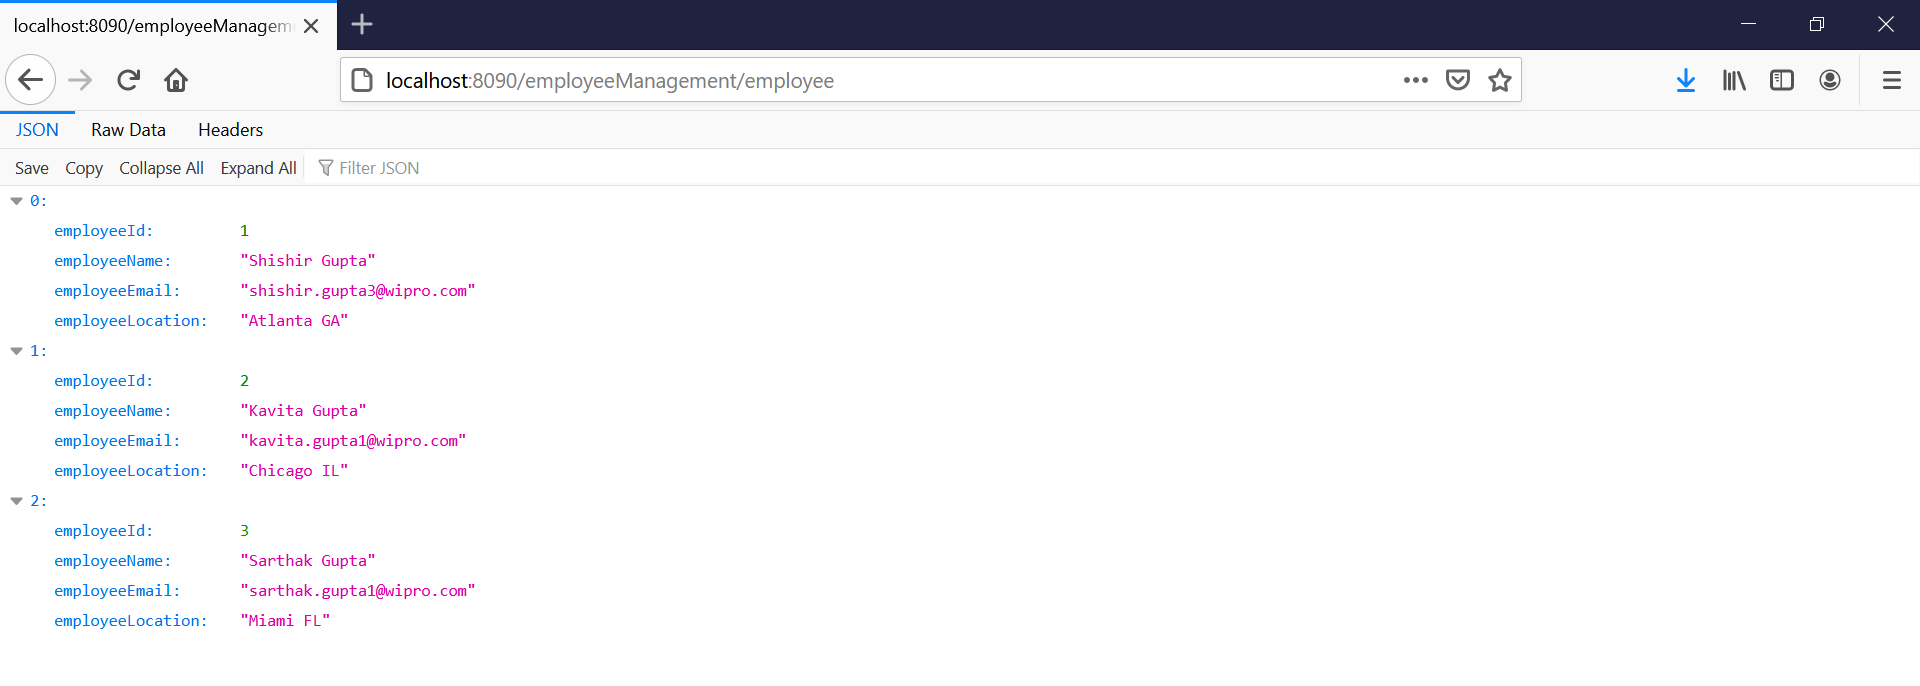 localhost:8090/employeeManagem
localhost:8090/employeeManagement/employee
JSON Raw Data Headers
Save Copy Collapse All Expand All Filter JSON
0:
employeeId: 1
employeeName: "Shishir Gupta"
employeeEmail: "shishir.gupta3@wipro.com"
employeeLocation: "Atlanta GA"
1:
employeeId: 2
employeeName: "Kavita Gupta"
employeeEmail: "kavita.gupta1@wipro.com"
employeeLocation: "Chicago IL"
2:
employeeId: 3
employeeName: "Sarthak Gupta"
employeeEmail: "sarthak.gupta1@wipro.com"
employeeLocation: "Miami FL"